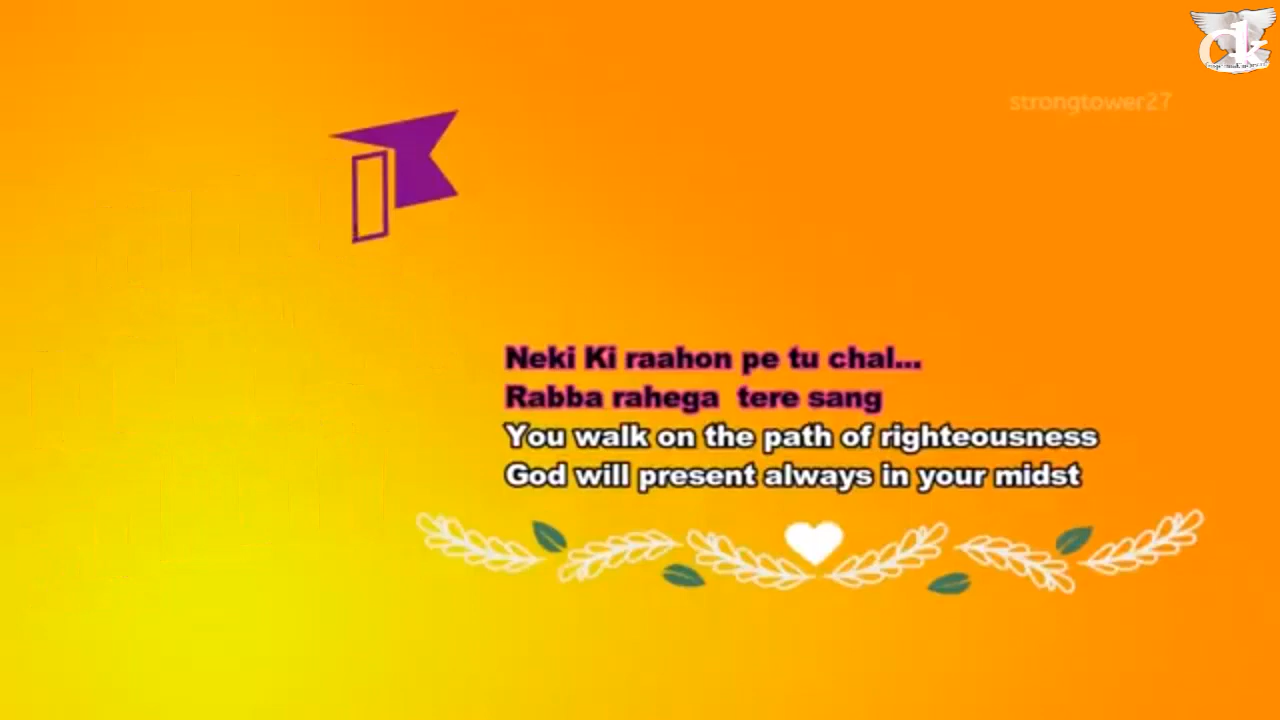 strongtower27
Neki Ki raahon pe tu chal...
Rabba rahega  tere sang
You walk on the path of righteousness
God will present always in your midst